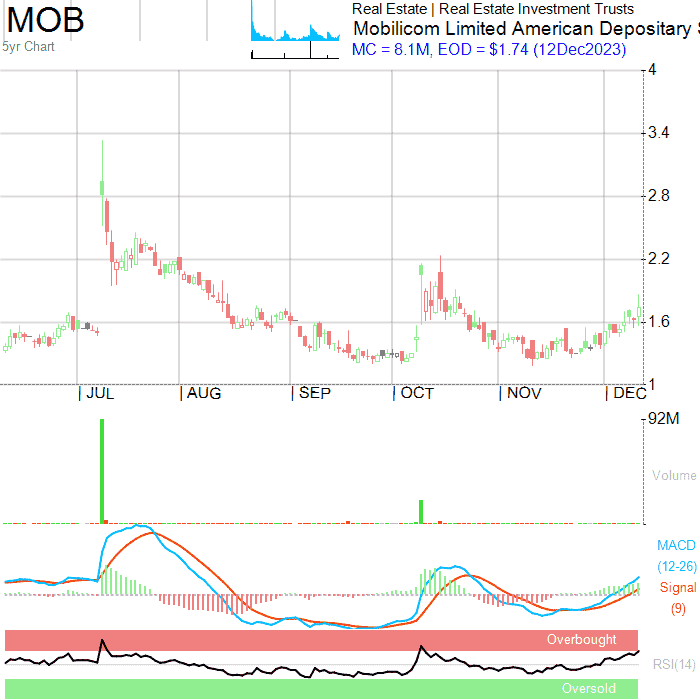 MOB
5yr Chart
Real Estate | Real Estate Investment Trusts
Mobilicom Limited American Depositary S
MC = 8.1M, EOD = $1.74 (12Dec2023)
4
3.4
2.8
2.2
1.6
1
| JUL | AUG | SEP | OCT | NOV | DEC
92M
Volume
MACD
(12-26)
Signal
(9)
Overbought
RSI(14)
Oversold